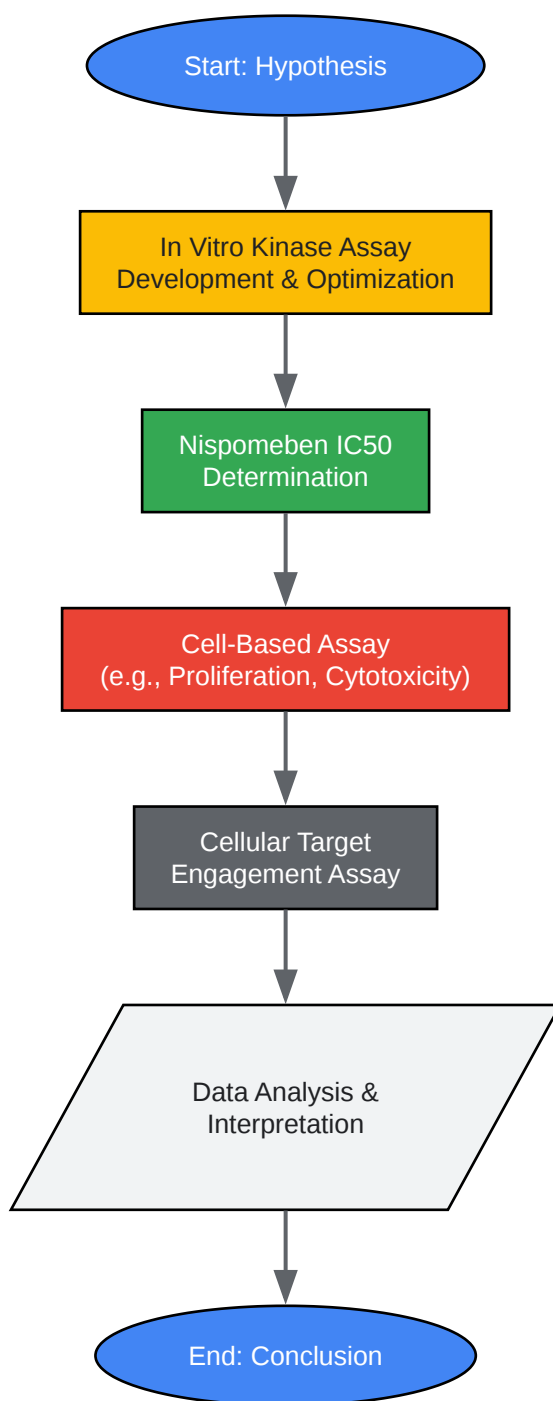 Start: Hypothesis
In Vitro Kinase Assay
Development & Optimization
Nispomeben IC50
Determination
Cell-Based Assay
(e.g., Proliferation, Cytotoxicity)
Cellular Target
Engagement Assay
Data Analysis &
Interpretation
End: Conclusion